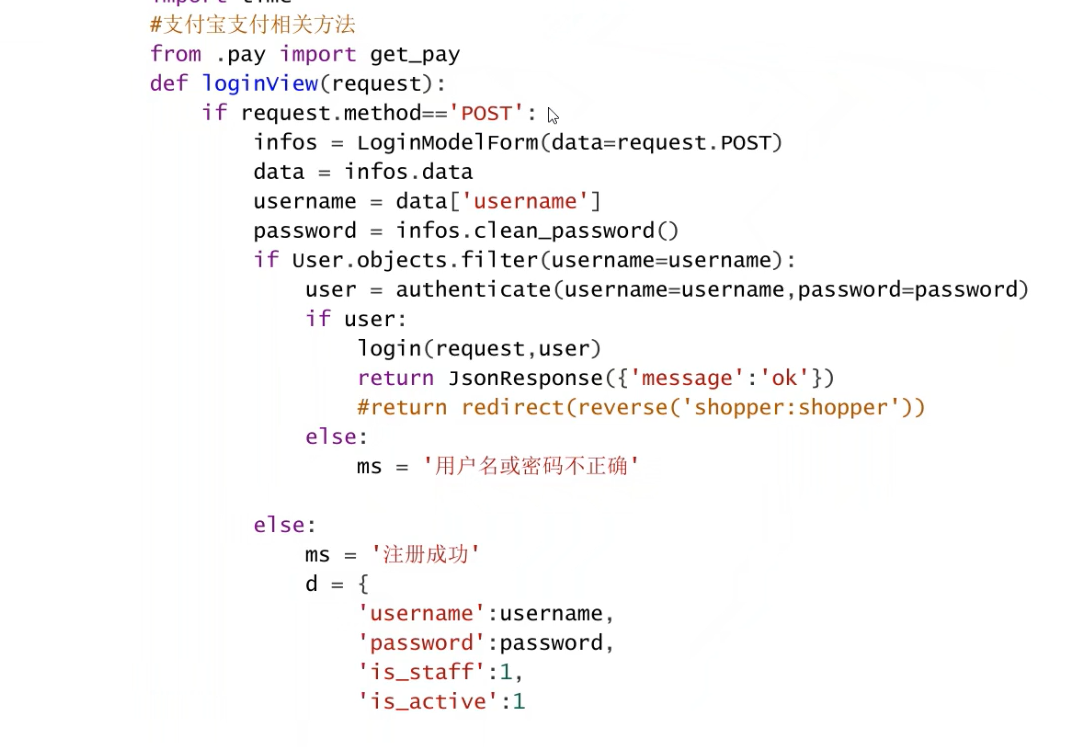 import time
#支付宝支付相关方法
from .pay import get_pay
def loginView(request):
    if request.method=='POST':
        infos = LoginModelForm(data=request.POST)
        data = infos.data
        username = data['username']
        password = infos.clean_password()
        if User.objects.filter(username=username):
            user = authenticate(username=username,password=password)
            if user:
                login(request,user)
                return JsonResponse({'message':'ok'})
                #return redirect(reverse('shopper:shopper'))
            else:
                ms = '用户名或密码不正确'
        else:
            ms = '注册成功'
            d = {
                'username':username,
                'password':password,
                'is_staff':1,
                'is_active':1